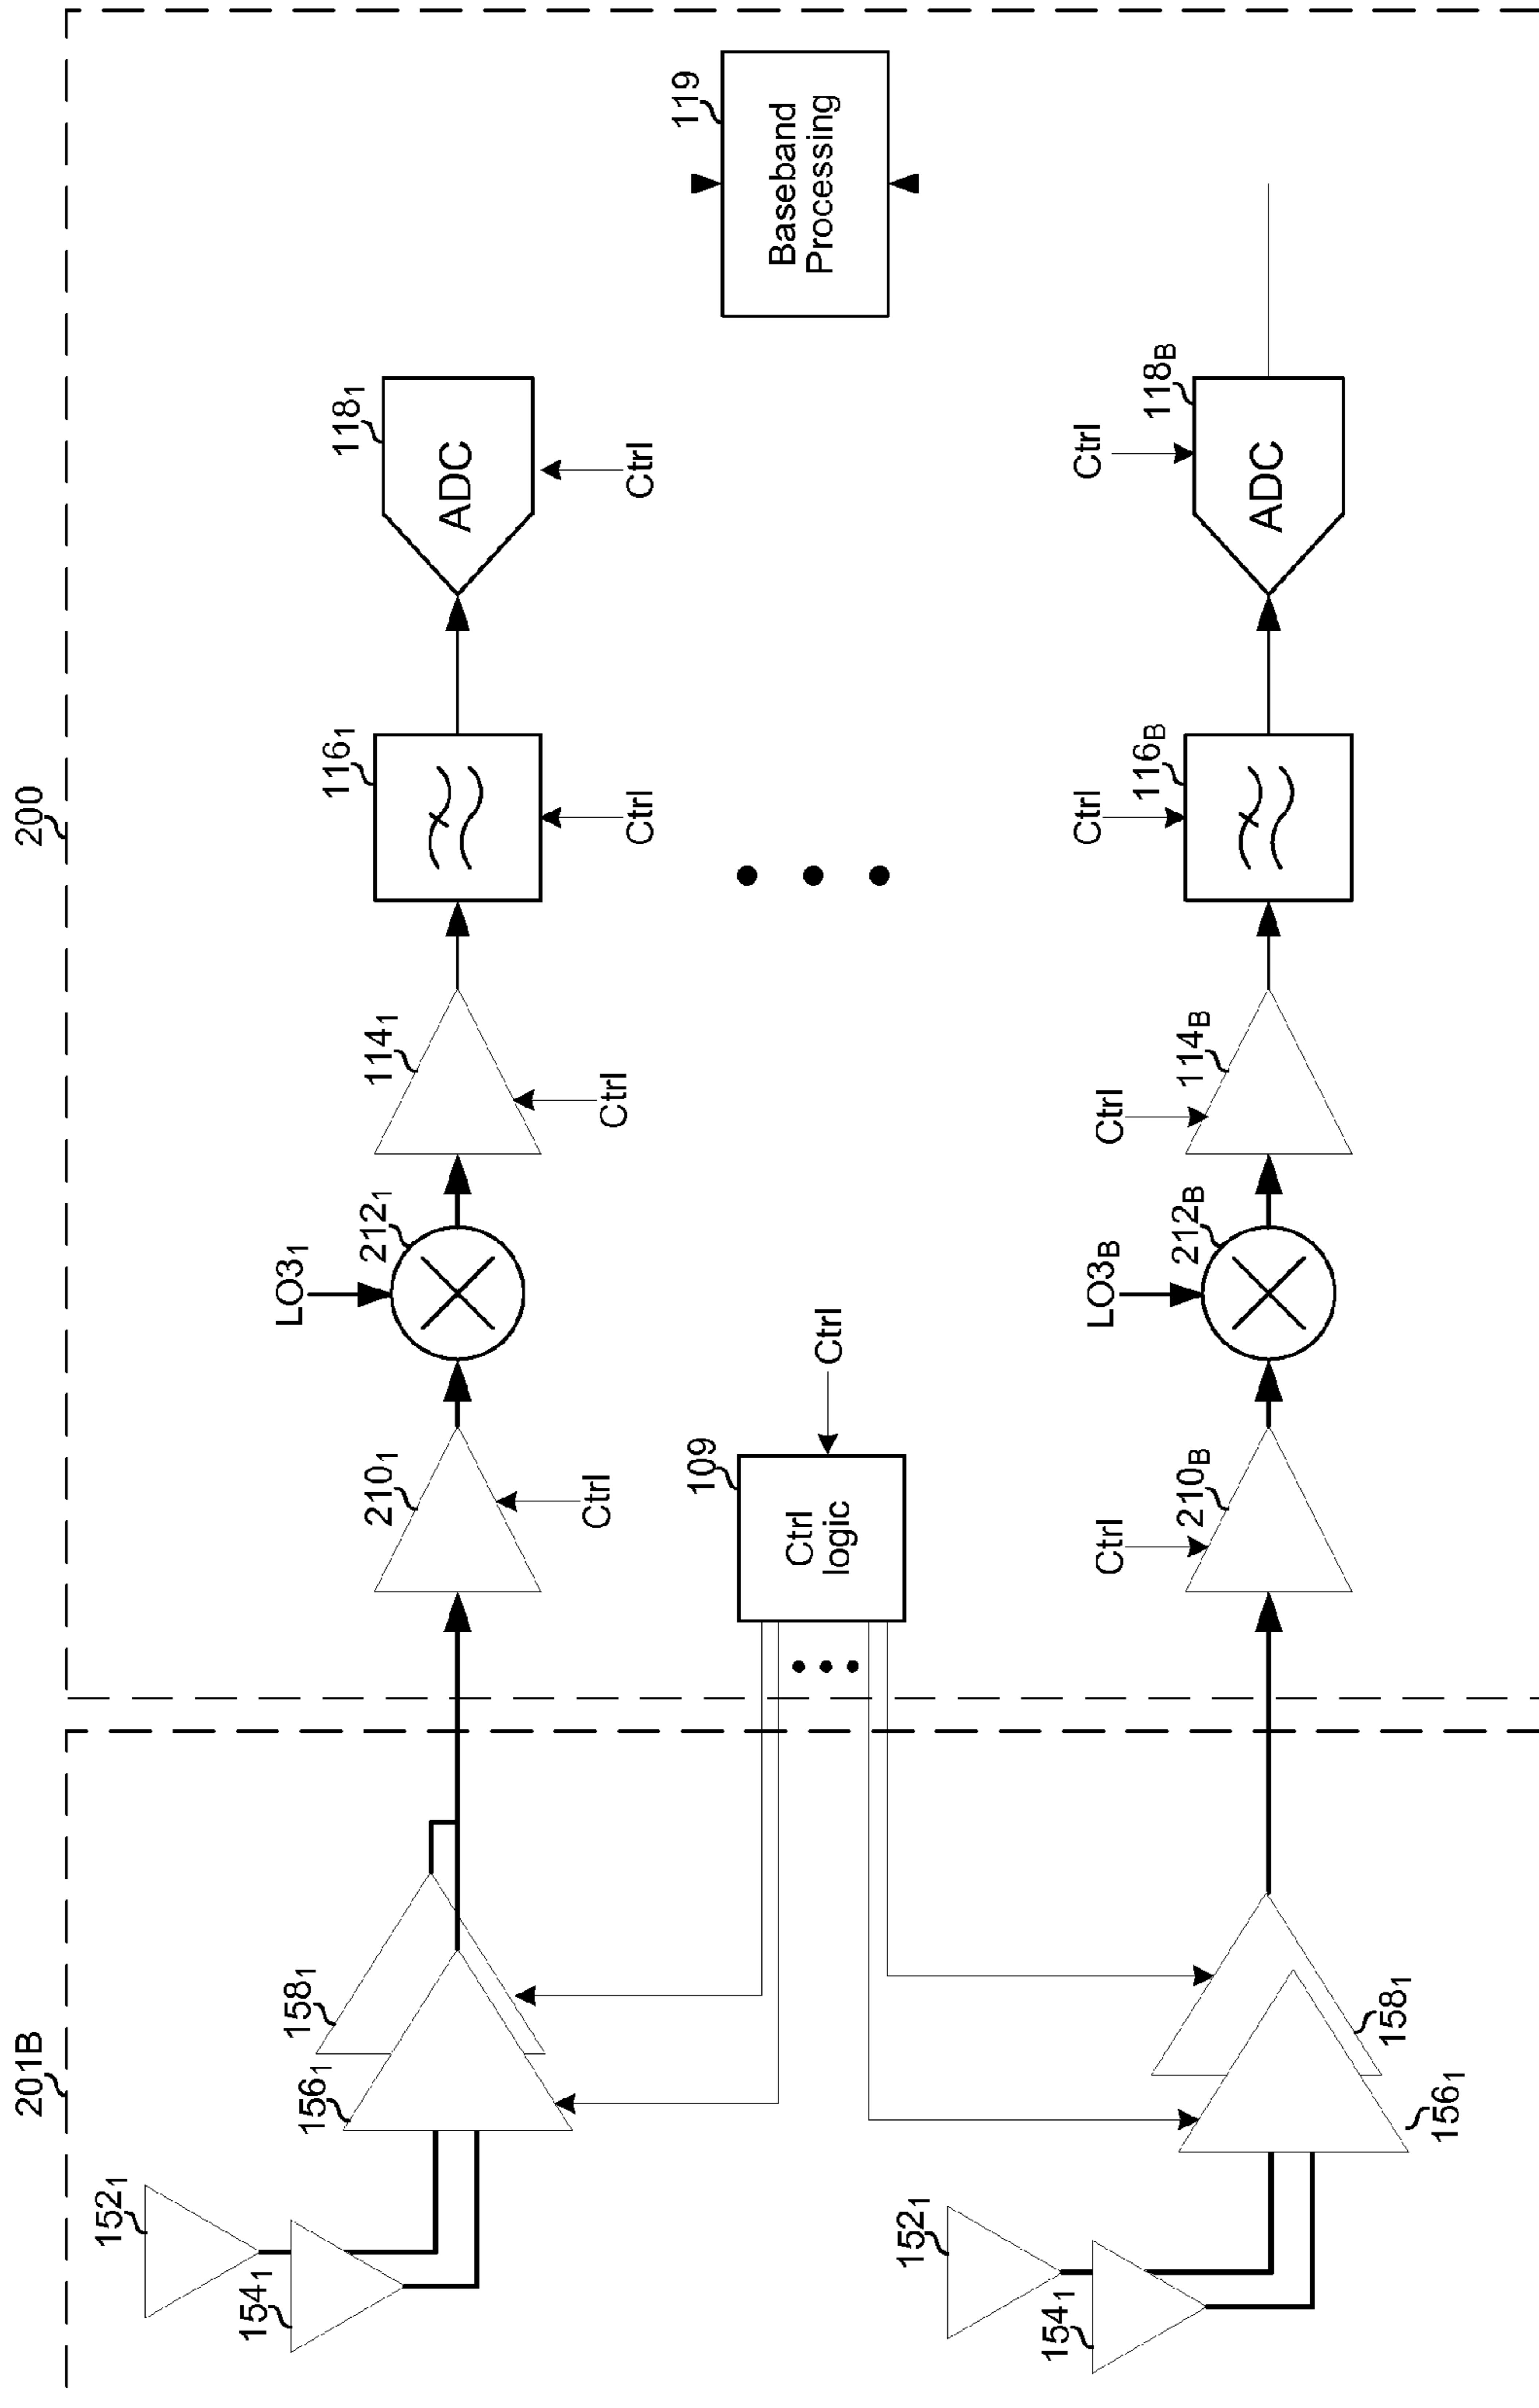 201B
200
152₁
154₁
156₁
158₁
210₁
Ctrl
LO3₁
212₁
114₁
Ctrl
116₁
Ctrl
118₁
ADC
Ctrl
109
Ctrl
logic
Ctrl
119
Baseband
Processing
152₁
154₁
156₁
158₁
Ctrl
210B
LO3B
212B
Ctrl
114B
Ctrl
116B
Ctrl
118B
ADC